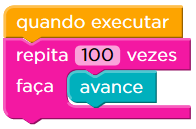 quando executar
repita 100 vezes
faça avance